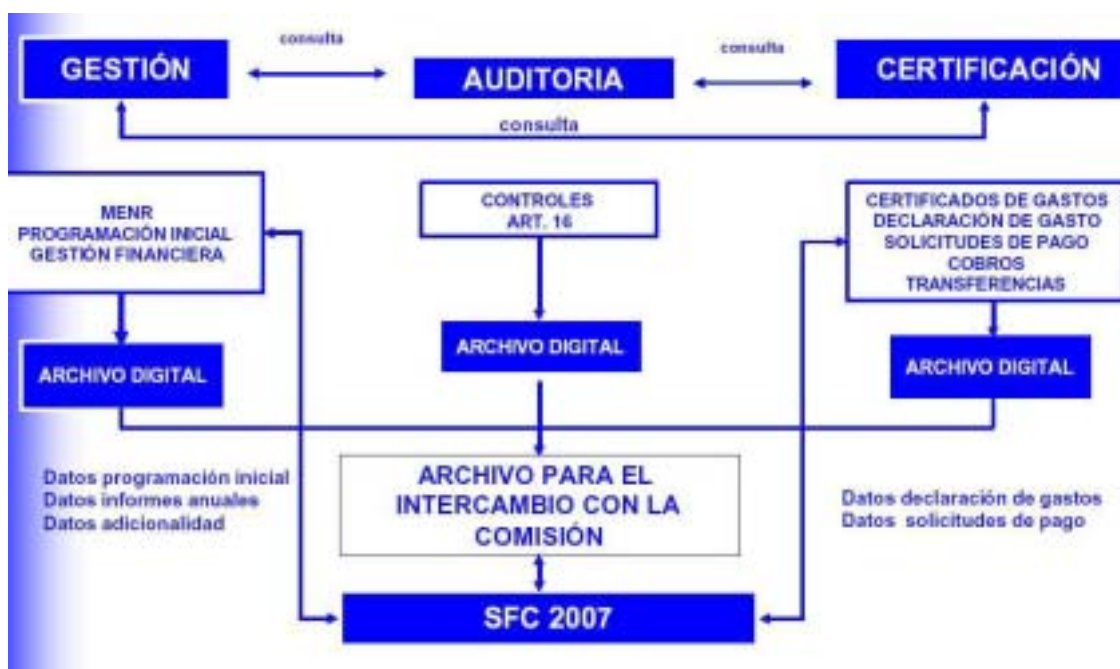 consulta
consulta
GESTIÓN
AUDITORIA
CERTIFICACIÓN
consulta
MENR
PROGRAMACIÓN INICIAL
GESTIÓN FINANCIERA
CONTROLES
ART. 16
CERTIFICADOS DE GASTOS
DECLARACIÓN DE GASTO
SOLICITUDES DE PAGO
COBROS
TRANSFERENCIAS
ARCHIVO DIGITAL
ARCHIVO DIGITAL
ARCHIVO DIGITAL
Datos programación inicial
Datos informes anuales
Datos adicionalidad
ARCHIVO PARA EL
INTERCAMBIO CON LA
COMISIÓN
Datos declaración de gastos
Datos solicitudes de pago
SFC 2007